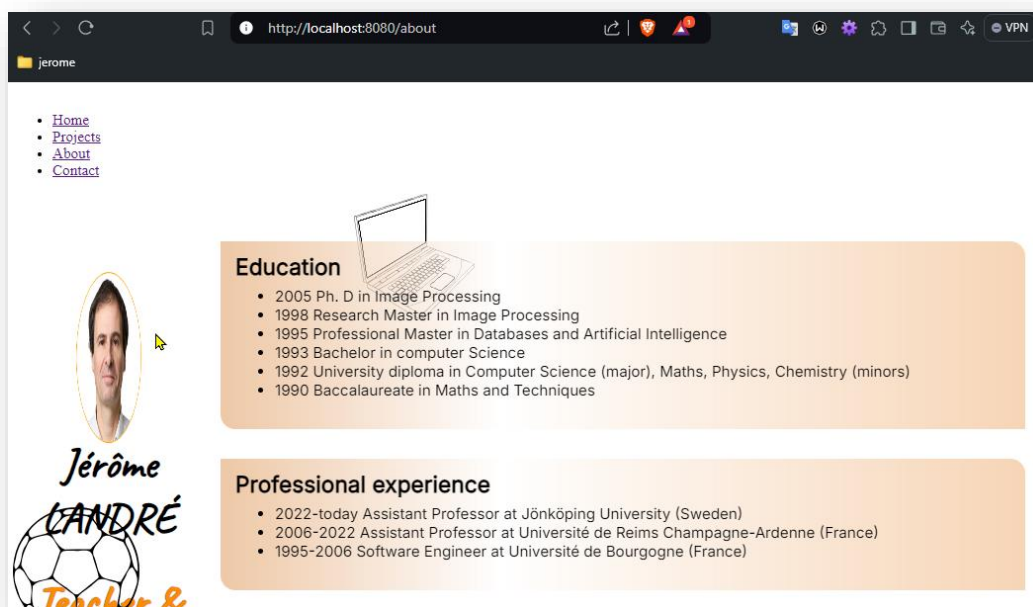 http://localhost:8080/about
1
VPN
jerome
Home
Projects
About
Contact
Education
2005 Ph. D in Image Processing
1998 Research Master in Image Processing
1995 Professional Master in Databases and Artificial Intelligence
1993 Bachelor in computer Science
1992 University diploma in Computer Science (major), Maths, Physics, Chemistry (minors)
1990 Baccalaureate in Maths and Techniques
Jérôme
LANDRÉ
Teacher &
Professional experience
2022-today Assistant Professor at Jönköping University (Sweden)
2006-2022 Assistant Professor at Université de Reims Champagne-Ardenne (France)
1995-2006 Software Engineer at Université de Bourgogne (France)